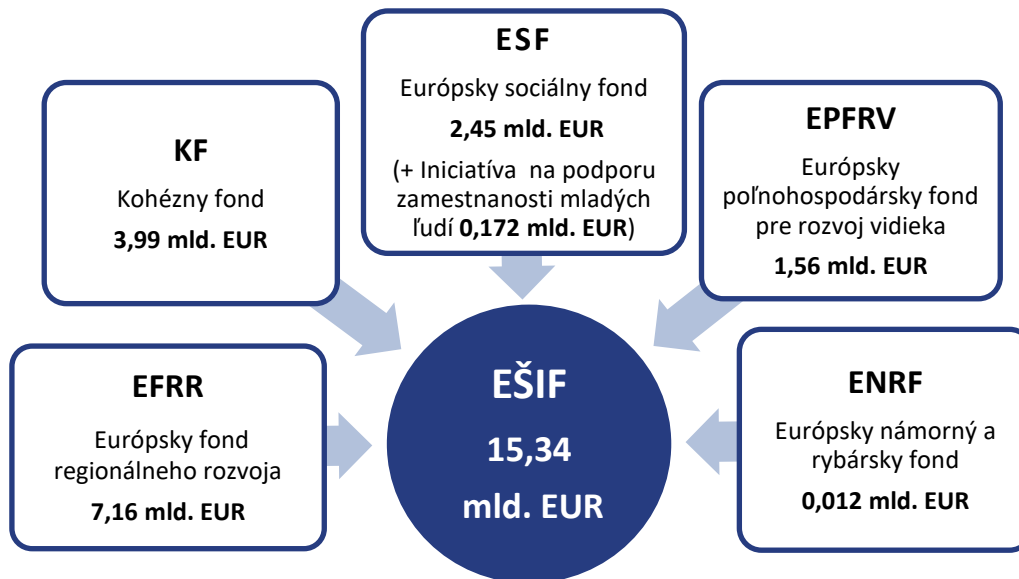 ESF
Európsky sociálny fond
2,45 mld. EUR
(+ Iniciatíva na podporu
zamestnanosti mladých
ľudí 0,172 mld. EUR)
KF
Kohézny fond
3,99 mld. EUR
EPFRV
Európsky
poľnohospodársky fond
pre rozvoj vidieka
1,56 mld. EUR
EFRR
Európsky fond
regionálneho rozvoja
7,16 mld. EUR
EŠIF
15,34
mld. EUR
ENRF
Európsky námorný a
rybársky fond
0,012 mld. EUR